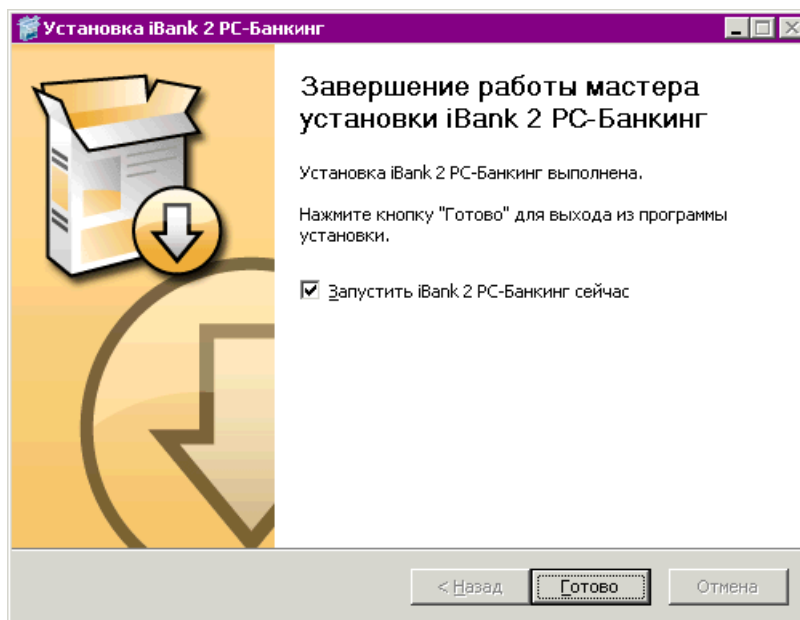 Установка iBank 2 PC-Банкинг
Завершение работы мастера
установки iBank 2 PC-Банкинг
Установка iBank 2 PC-Банкинг выполнена.
Нажмите кнопку "Готово" для выхода из программы
установки.
Запустить iBank 2 PC-Банкинг сейчас
< Назад
Готово
Отмена